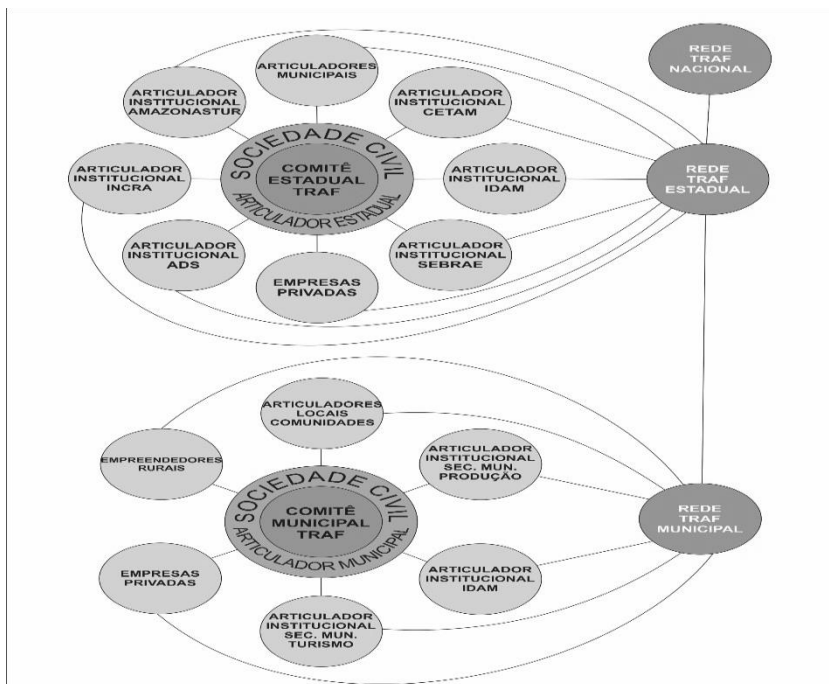 REDE
TRAF
NACIONAL
ARTICULADORES
MUNICIPAIS
ARTICULADOR
INSTITUCIONAL
AMAZONASTUR
ARTICULADOR
INSTITUCIONAL
CETAM
SOCIEDADE CIVIL
COMITÊ
ESTADUAL
TRAF
ARTICULADOR ESTADUAL
ARTICULADOR
INSTITUCIONAL
INCRA
ARTICULADOR
INSTITUCIONAL
IDAM
REDE
TRAF
ESTADUAL
ARTICULADOR
INSTITUCIONAL
ADS
ARTICULADOR
INSTITUCIONAL
SEBRAE
EMPRESAS
PRIVADAS
ARTICULADORES
LOCAIS
COMUNIDADES
EMPREENDEDORES
RURAIS
ARTICULADOR
INSTITUCIONAL
SEC. MUN.
PRODUÇÃO
SOCIEDADE CIVIL
COMITÊ
MUNICIPAL
TRAF
ARTICULADOR MUNICIPAL
REDE
TRAF
MUNICIPAL
EMPRESAS
PRIVADAS
ARTICULADOR
INSTITUCIONAL
IDAM
ARTICULADOR
INSTITUCIONAL
SEC. MUN.
TURISMO